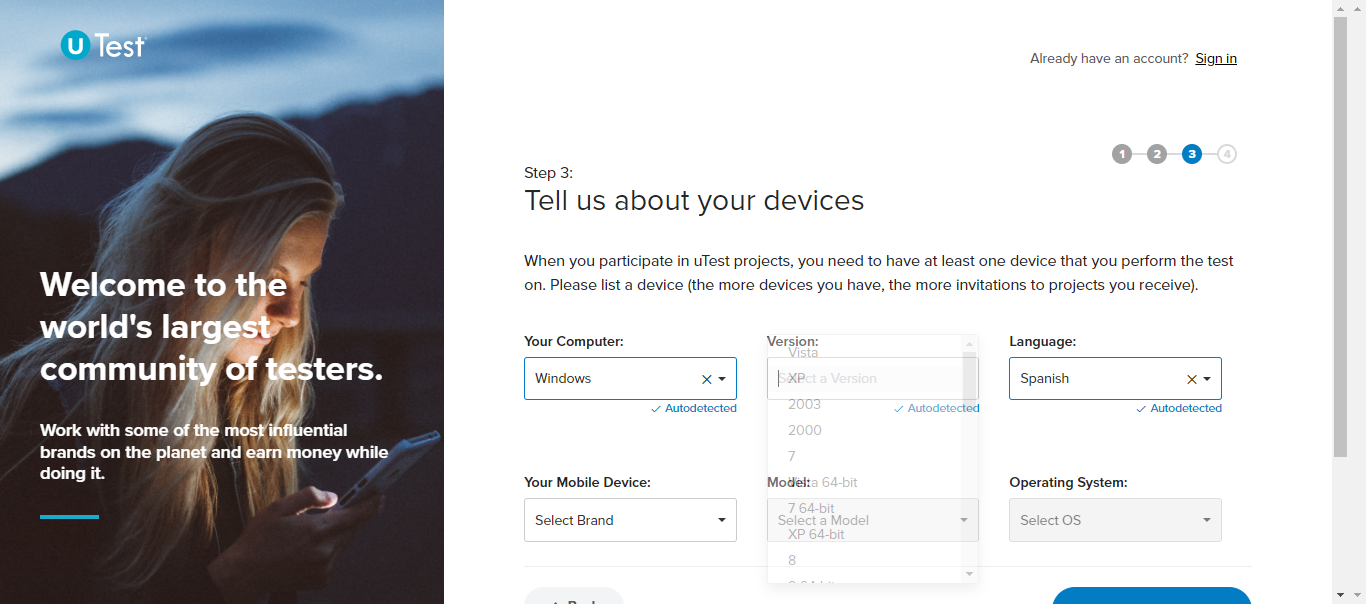 uTest
Already have an account? Sign in
1 2 3 4
Step 3:
Tell us about your devices
Welcome to the
world's largest
community of testers.
Work with some of the most influential
brands on the planet and earn money while
doing it.
When you participate in uTest projects, you need to have at least one device that you perform the test
on. Please list a device (the more devices you have, the more invitations to projects you receive).
Your Computer:
Windows
Autodetected
Version:
Select a Version
Autodetected
Vista
XP
2003
2000
7
64-bit
7 64-bit
XP 64-bit
8
Language:
Spanish
Autodetected
Your Mobile Device:
Select Brand
Model:
Select a Model
Operating System:
Select OS